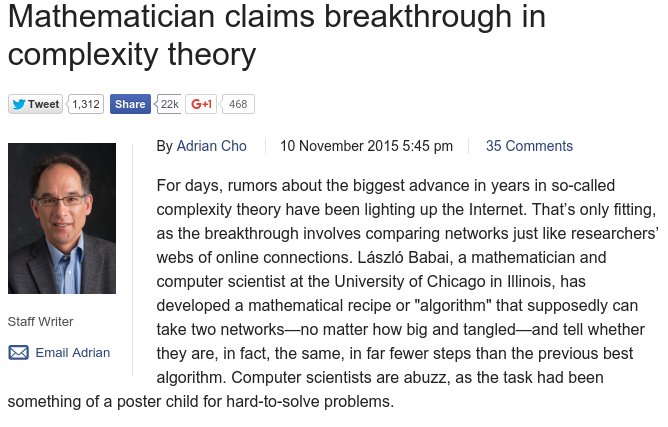 Mathematician claims breakthrough in
complexity theory
Tweet 1,312 Share 22k G+1 468
By Adrian Cho 10 November 2015 5:45 pm 35 Comments
For days, rumors about the biggest advance in years in so-called
complexity theory have been lighting up the Internet. That's only fitting,
as the breakthrough involves comparing networks just like researchers'
webs of online connections. László Babai, a mathematician and
computer scientist at the University of Chicago in Illinois, has
developed a mathematical recipe or "algorithm" that supposedly can
take two networks—no matter how big and tangled—and tell whether
they are, in fact, the same, in far fewer steps than the previous best
algorithm. Computer scientists are abuzz, as the task had been
something of a poster child for hard-to-solve problems.
Staff Writer
Email Adrian